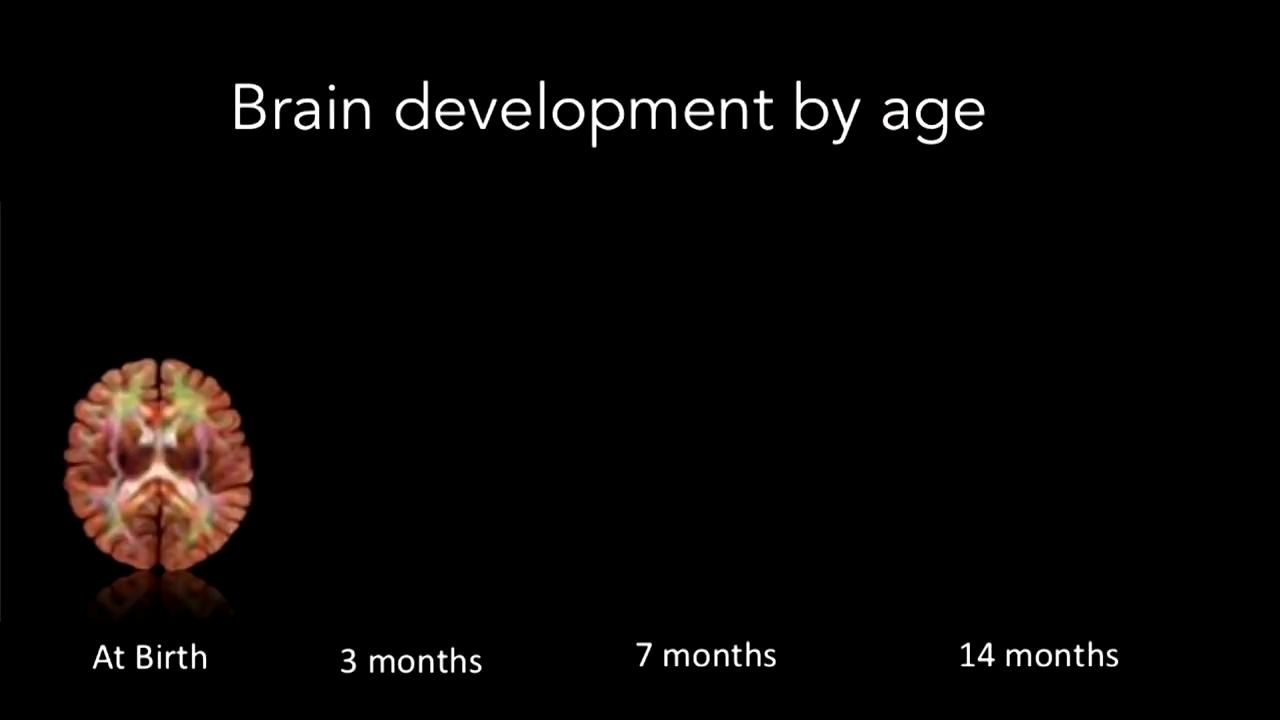 Brain development by age
At Birth
3 months
7 months
14 months